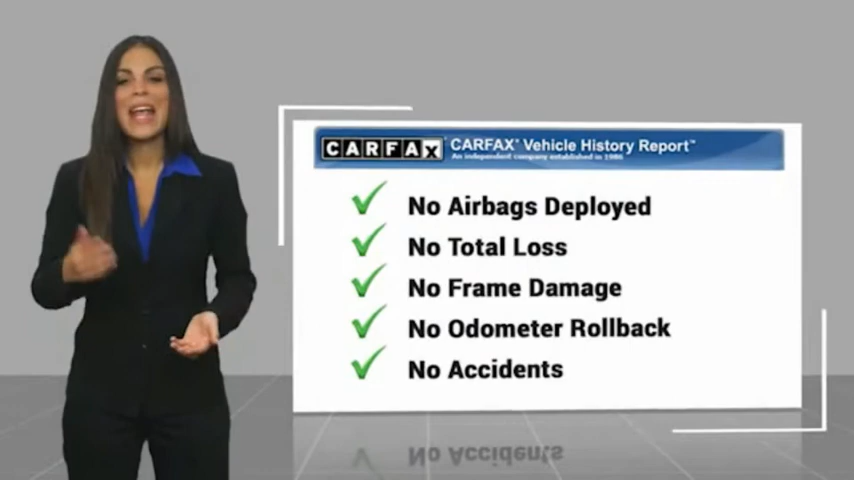 CARFAX CARFAX Vehicle History Report™
An independent company established in 1986
No Airbags Deployed
No Total Loss
No Frame Damage
No Odometer Rollback
No Accidents
No Accidents